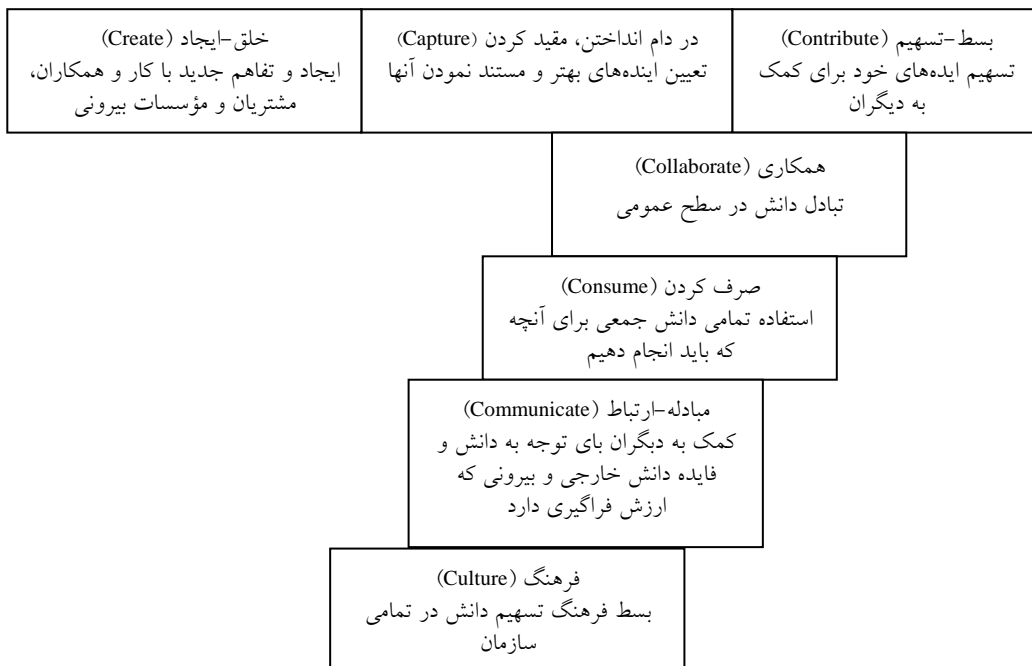 بسط-تسهیم (Contribute)
تسهیم ایده‌های خود برای کمک
به دیگران
در دام انداختن، مقید کردن (Capture)
تعیین اینده‌های بهتر و مستند نمودن آنها
خلق-ایجاد (Create)
ایجاد و تفاهم جدید با کار و همکاران،
مشتریان و مؤسسات بیرونی
همکاری (Collaborate)
تبادل دانش در سطح عمومی
صرف کردن (Consume)
استفاده تمامی دانش جمعی برای آنچه
که باید انجام دهیم
مبادله-ارتباط (Communicate)
کمک به دبگران بای توجه به دانش و
فایده دانش خارجی و بیرونی که
ارزش فراگیری دارد
فرهنگ (Culture)
بسط فرهنگ تسهیم دانش در تمامی
سازمان